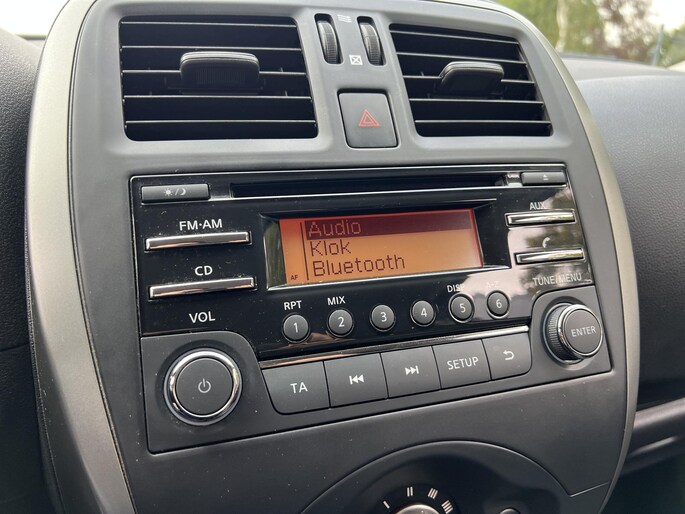 FM·AM
AUX
CD
VOL
Audio
Klok
Bluetooth
AF
TUNE/MENU
RPT
MIX
1
2
3
4
5
6
ENTER
TA
SETUP